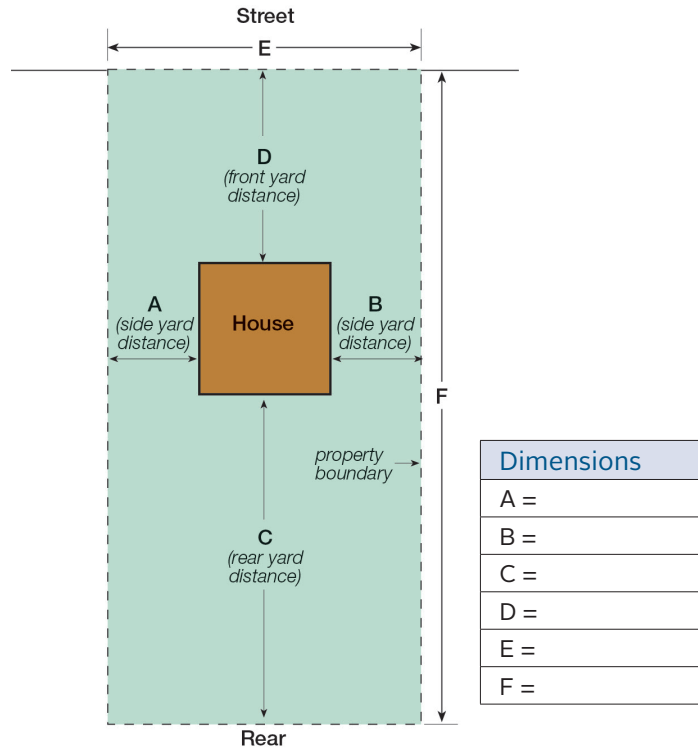 Street
E
D
(front yard
distance)
A
(side yard
distance)
House
B
(side yard
distance)
F
property
boundary
C
(rear yard
distance)
Rear
Dimensions
A =
B =
C =
D =
E =
F =